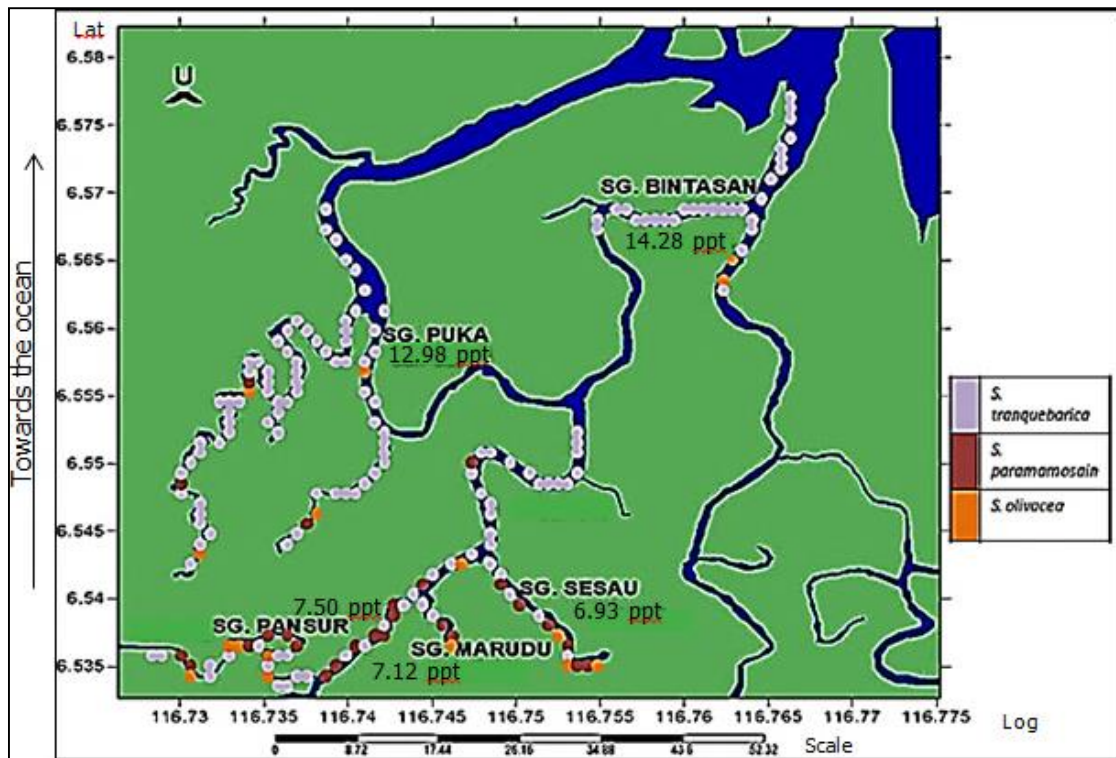 Lat
6.58
U
6.575
6.57
6.565
6.56
6.555
6.55
6.545
6.54
6.535
Towards the ocean
SG. BINTASAN
14.28 ppt
SG. PUKA
12.98 ppt
S.
tranquebarica
S.
paramamosain
S. olivacea
SG. SESAU
6.93 ppt
7.50 ppt
SG. PANSUR
SG. MARUDU
7.12 ppt
116.73 116.735 116.74 116.745 116.75 116.755 116.76 116.765 116.77 116.775
Log
0 8.72 17.44 26.16 34.88 43.6 52.32
Scale